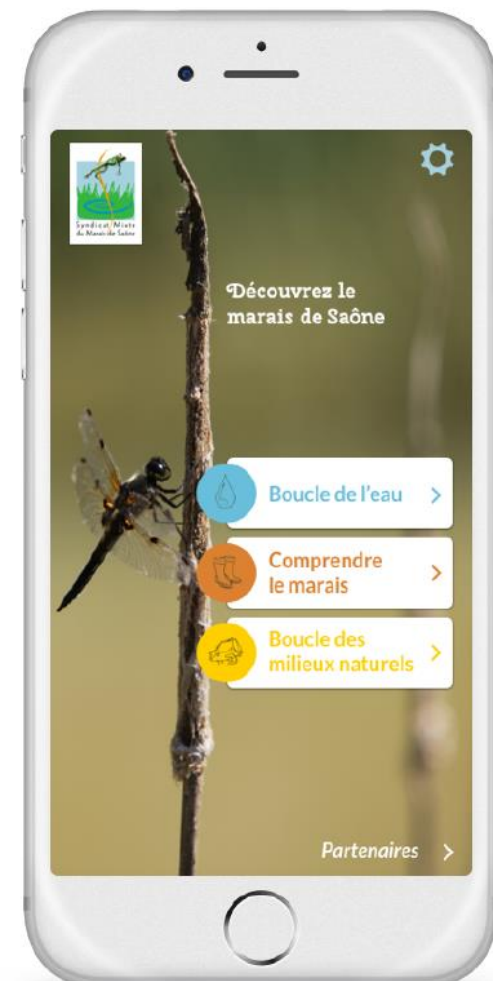 Syndicat Mixte
du Marais de Saône
Découvrez le
marais de Saône
Boucle de l'eau
Comprendre
le marais
Boucle des
milieux naturels
Partenaires